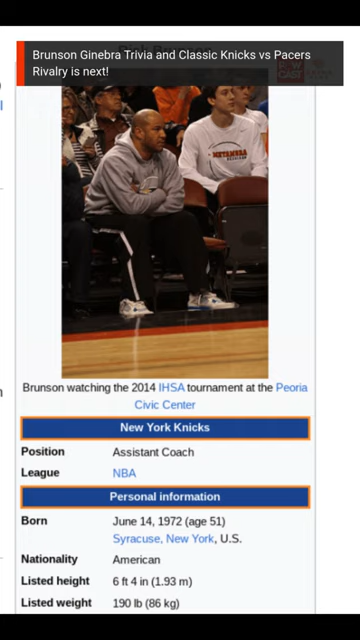 Brunson Ginebra Trivia and Classic Knicks vs Pacers
Rivalry is next!
METAMORA
Brunson watching the 2014 IHSA tournament at the Peoria
Civic Center
New York Knicks
Position Assistant Coach
League NBA
Personal information
Born June 14, 1972 (age 51)
Syracuse, New York, U.S.
Nationality American
Listed height 6 ft 4 in (1.93 m)
Listed weight 190 lb (86 kg)